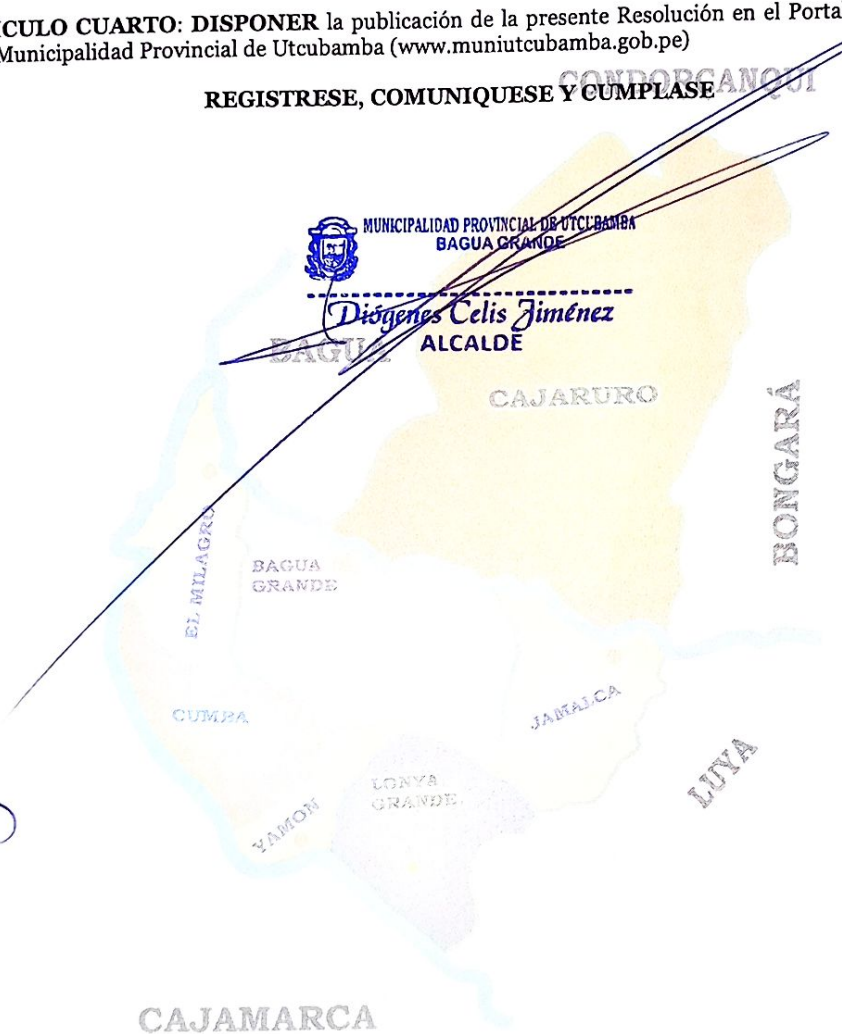 ICULO CUARTO: DISPONER la publicación de la presente Resolución en el Porta
Municipalidad Provincial de Utcubamba (www.muniutcubamba.gob.pe)
CONDORCANQUI
REGISTRESE, COMUNIQUESE Y CUMPLASE
MUNICIPALIDAD PROVINCIAL DE UTCUBAMBA
BAGUA GRANDE
Diógenes Celis Jiménez
ALCALDE
BAGUA
CAJARURO
BONGARÁ
EL MILAGRO
BAGUA
GRANDE
CUMBA
JAMALCA
LUYA
LONYA
GRANDE
YAMON
CAJAMARCA